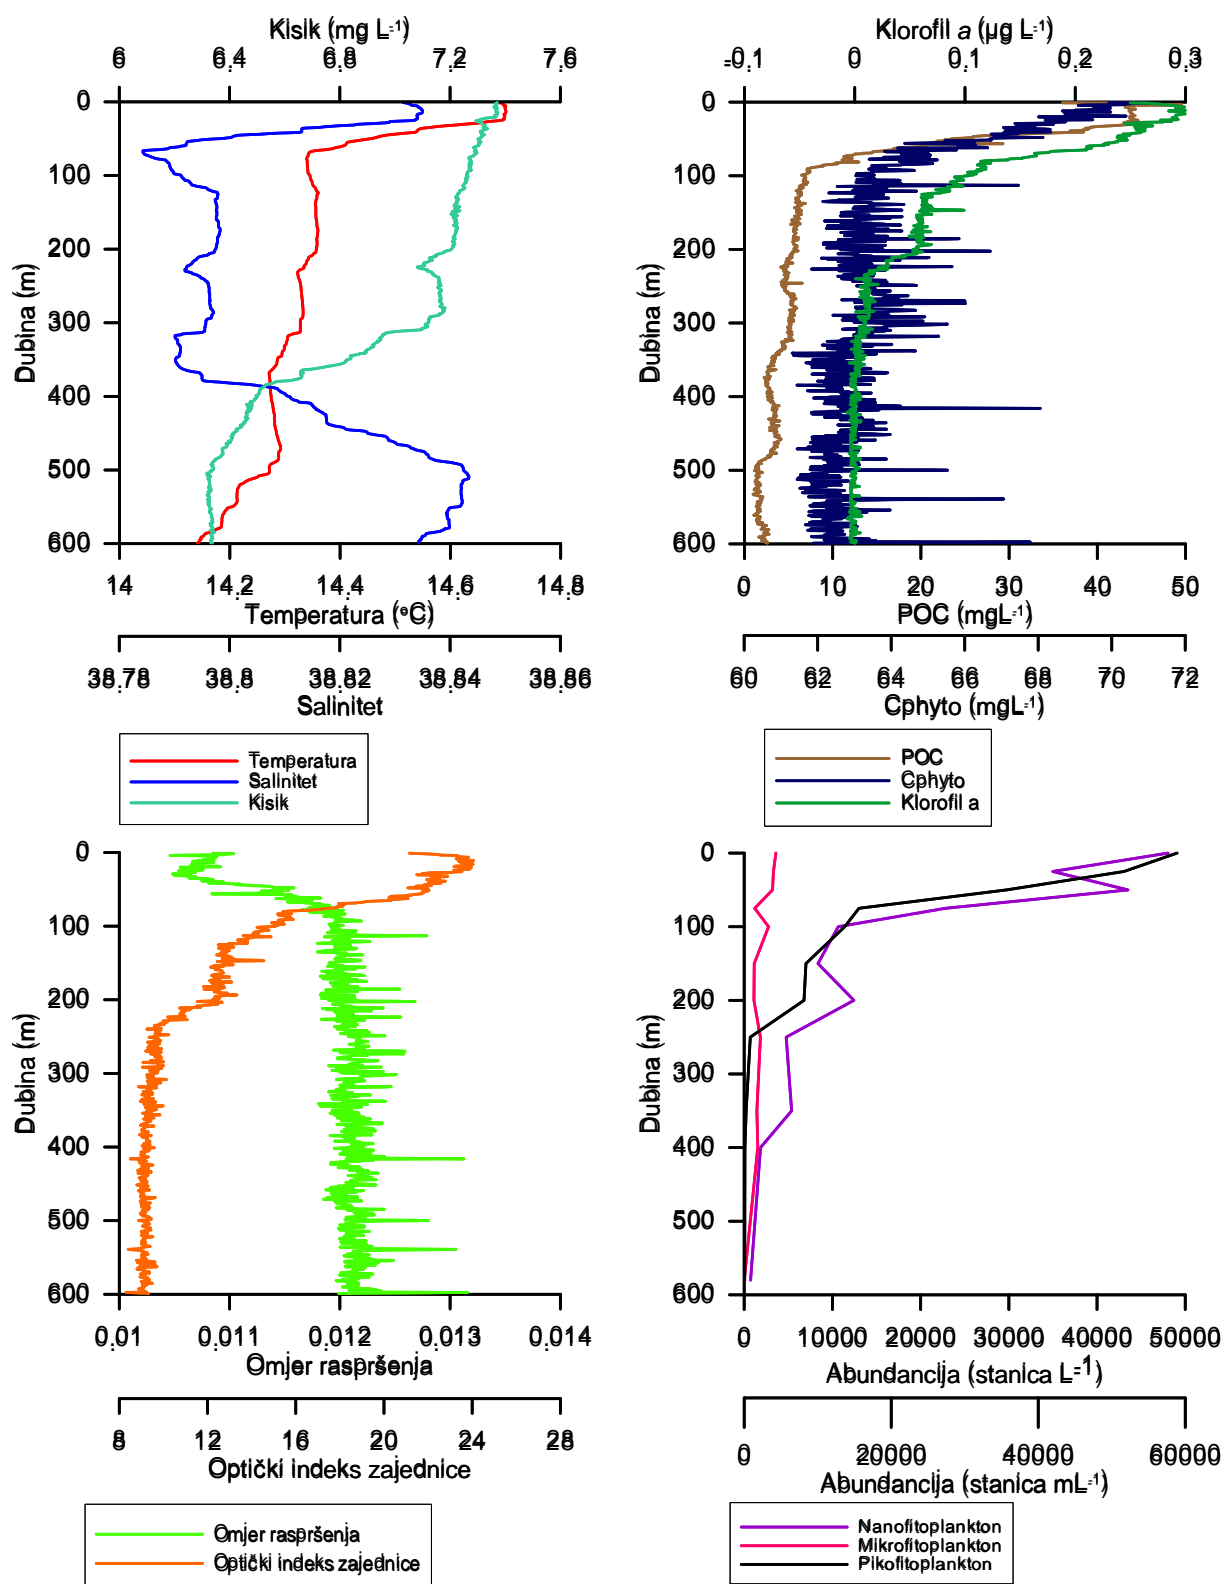 Kisik (mg L-1)
6 6.4 6.8 7.2 7.6
0
100
200
300
400
500
600
Dubina (m)
14 14.2 14.4 14.6 14.8
Temperatura (°C)
38.78 38.8 38.82 38.84 38.86
Salinitet
Temperatura
Salinitet
Kisik
Klorofil a (µg L-1)
-0.1 0 0.1 0.2 0.3
0
100
200
300
400
500
600
Dubina (m)
0 10 20 30 40 50
POC (mgL-1)
60 62 64 66 68 70 72
Cphyto (mgL-1)
POC
Cphyto
Klorofil a
0
100
200
300
400
500
600
Dubina (m)
0.01 0.011 0.012 0.013 0.014
Omjer raspršenja
8 12 16 20 24 28
Optički indeks zajednice
Omjer raspršenja
Optički indeks zajednice
0
100
200
300
400
500
600
Dubina (m)
0 10000 20000 30000 40000 50000
Abundancija (stanica L-1)
0 20000 40000 60000
Abundancija (stanica mL-1)
Nanofitoplankton
Mikrofitoplankton
Pikofitoplankton